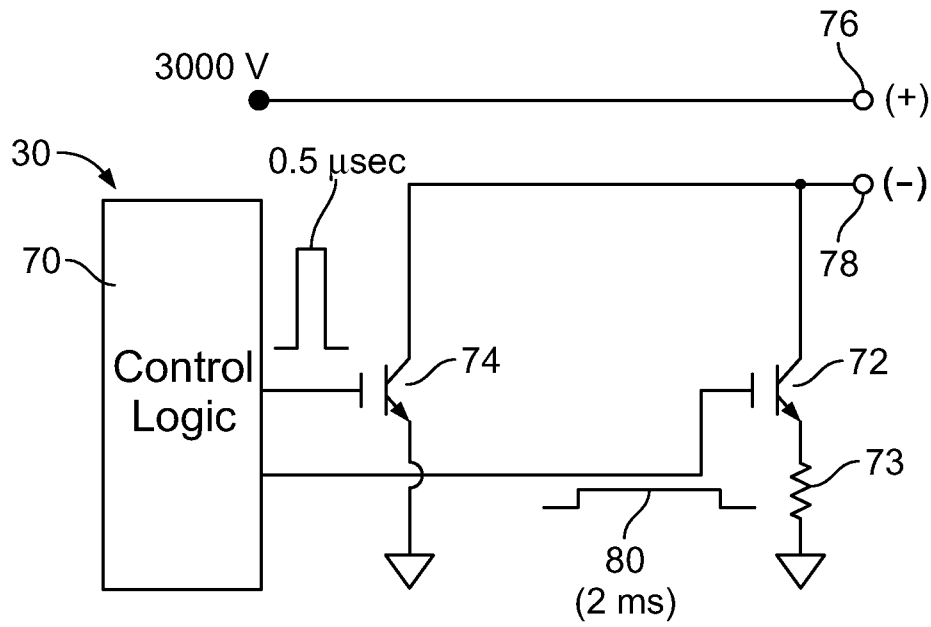 76
3000 V
(+)
30
0.5 μsec
(-)
70
78
Control
Logic
74
72
73
80
(2 ms)